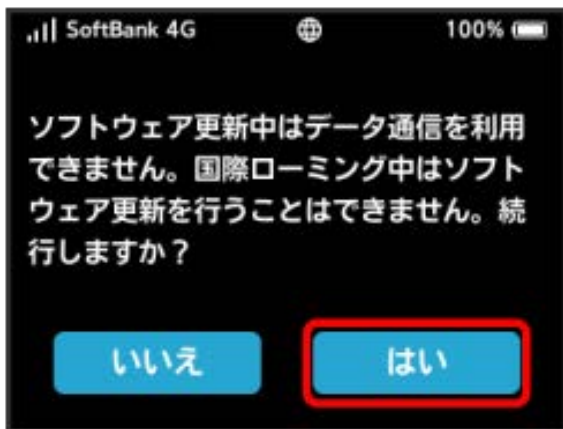 SoftBank 4G 100%
ソフトウェア更新中はデータ通信を利用
できません。国際ローミング中はソフト
ウェア更新を行うことはできません。続
行しますか？
いいえ はい